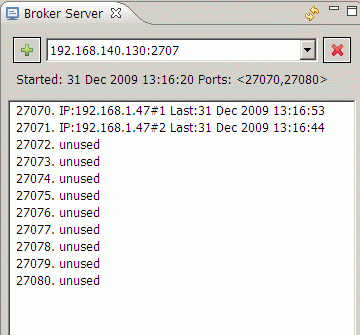 Broker Server
192.168.140.130:2707
Started: 31 Dec 2009 13:16:20 Ports: <27070,27080>
27070. IP:192.168.1.47#1 Last:31 Dec 2009 13:16:53
27071. IP:192.168.1.47#2 Last:31 Dec 2009 13:16:44
27072. unused
27073. unused
27074. unused
27075. unused
27076. unused
27077. unused
27078. unused
27079. unused
27080. unused